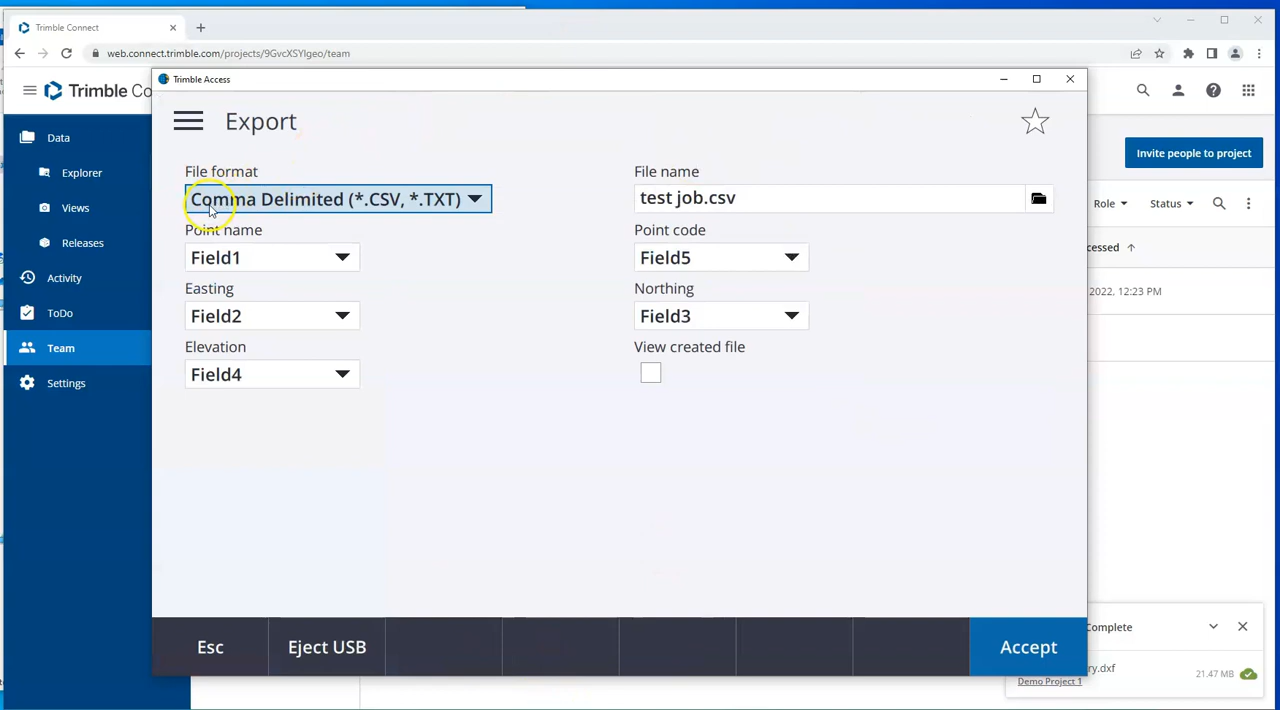 Trimble Connect
web.connect.trimble.com/projects/9GvcXSYIgeo/team
Trimble Co
Data
Explorer
Views
Releases
Activity
ToDo
Team
Settings
Trimble Access
Export
File format
Comma Delimited (*.CSV, *.TXT)
File name
test job.csv
Point name
Field1
Point code
Field5
Easting
Field2
Northing
Field3
Elevation
Field4
View created file
Esc
Eject USB
Accept
Invite people to project
Role
Status
cessed
2022, 12:23 PM
Complete
ry.dxf
21.47 MB
Demo Project 1